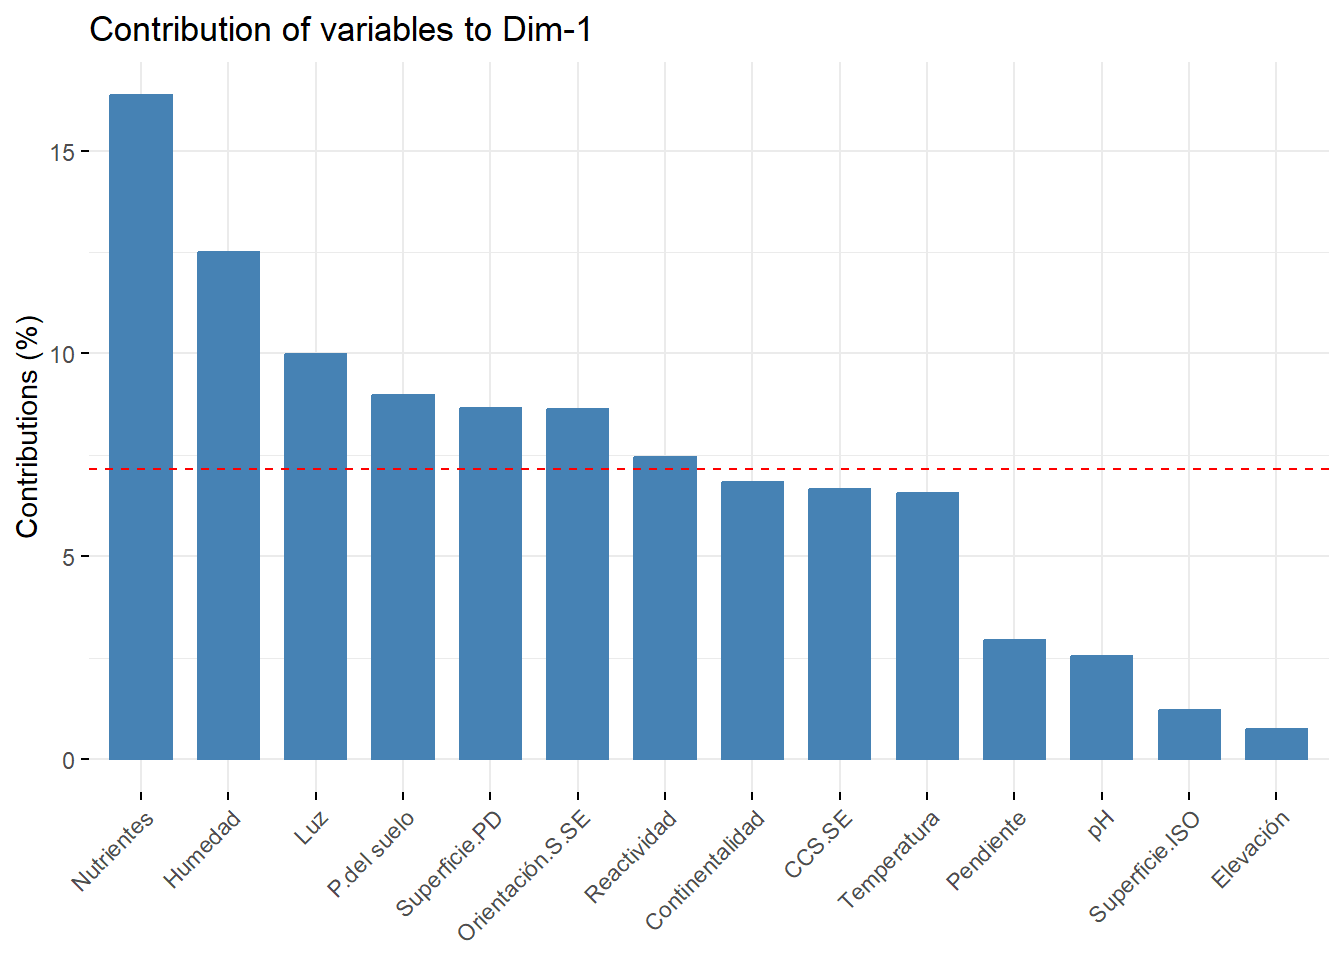 Contribution of variables to Dim-1
Contributions (%)
15
10
5
0
Nutrientes
Humedad
Luz
P.del suelo
Superficie.PD
Orientación.S.SE
Reactividad
Continentalidad
CCS.SE
Temperatura
Pendiente
pH
Superficie.ISO
Elevación